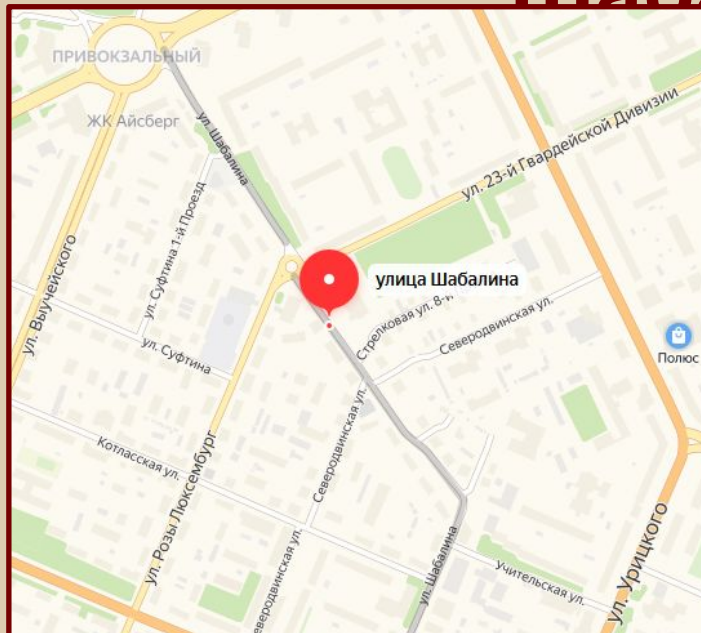 ПРИВОКЗАЛЬНЫЙ
ЖК Айсберг
ул. Шабалина
ул. 23-й Гвардейской Дивизии
ул. Суфтина 1-й Проезд
ул. Выучейского
улица Шабалина
Стрелковая ул. 8-й
Северодвинская ул.
Полюс
ул. Суфтина
Северодвинская ул.
Котласская ул.
ул. Розы Люксембург
ул. Урицкого
ул. Шабалина
Учительская ул.
Северодвинская ул.